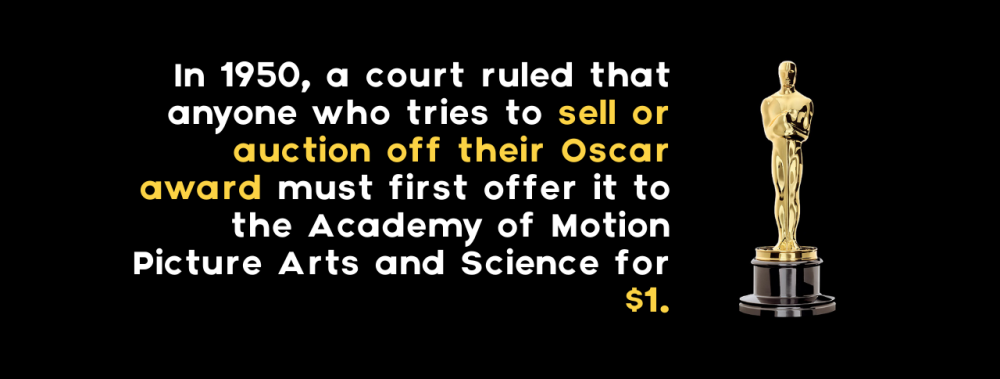 In 1950, a court ruled that
anyone who tries to sell or
auction off their Oscar
award must first offer it to
the Academy of Motion
Picture Arts and Science for
$1.